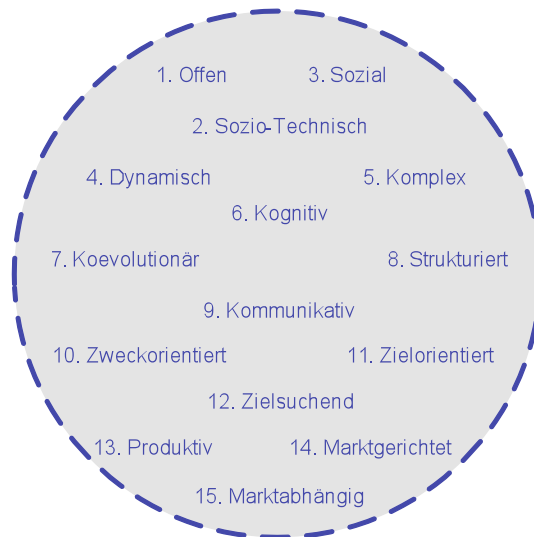 1. Offen
3. Sozial
2. Sozio-Technisch
4. Dynamisch
5. Komplex
6. Kognitiv
7. Koevolutionär
8. Strukturiert
9. Kommunikativ
10. Zweckorientiert
11. Zielorientiert
12. Zielsuchend
13. Produktiv
14. Marktgerichtet
15. Marktabhängig